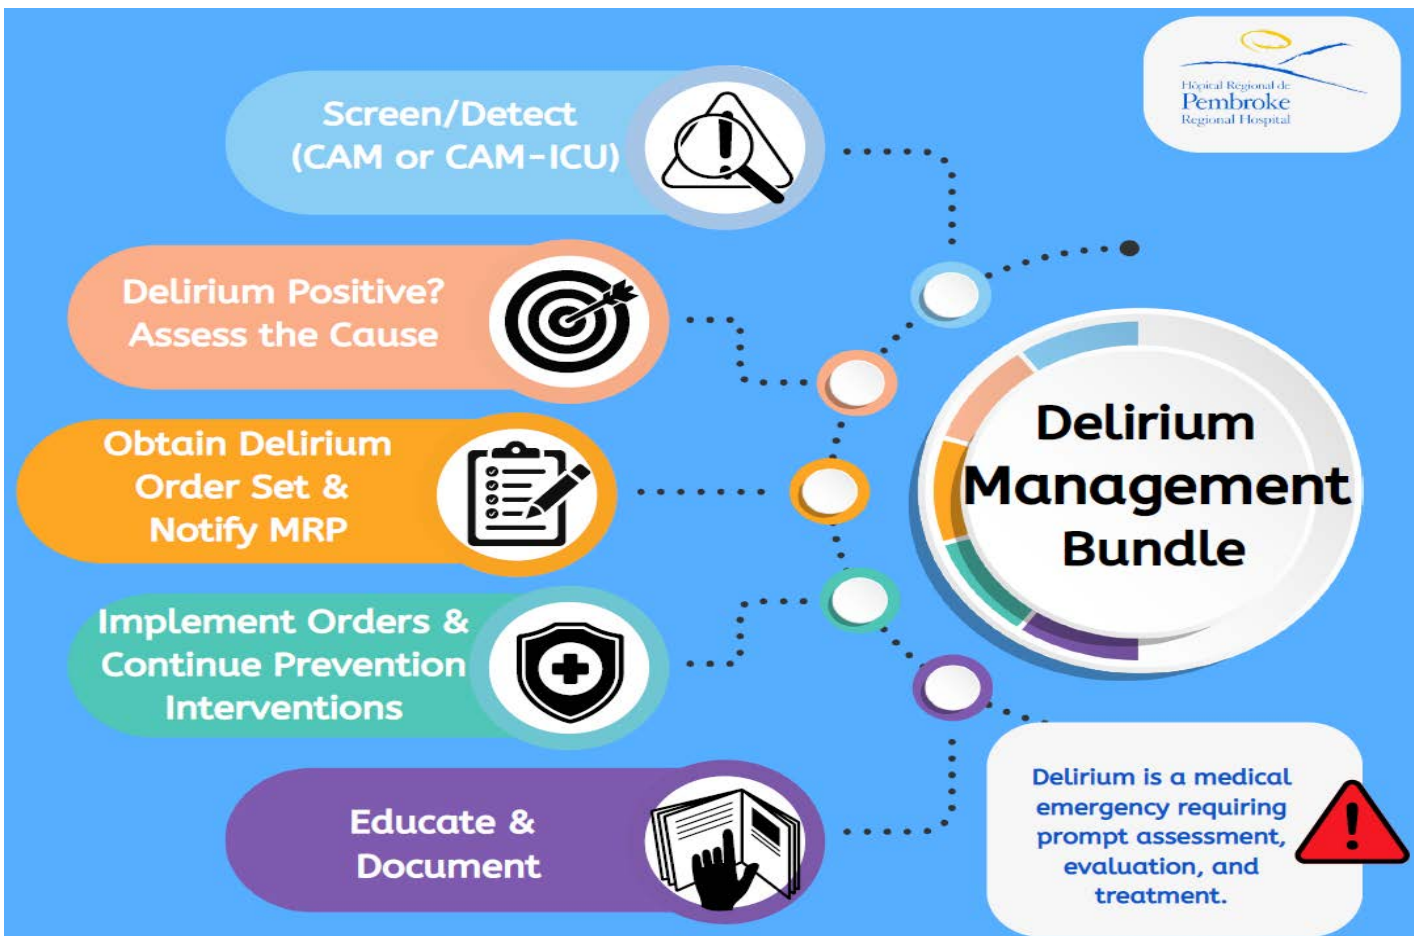 Hôpital Regional de
Pembroke
Regional Hospital
Screen/Detect
(CAM or CAM-ICU)
Delirium Positive?
Assess the Cause
Obtain Delirium
Order Set &
Notify MRP
Implement Orders &
Continue Prevention
Interventions
Educate &
Document
Delirium
Management
Bundle
Delirium is a medical
emergency requiring
prompt assessment,
evaluation, and
treatment.